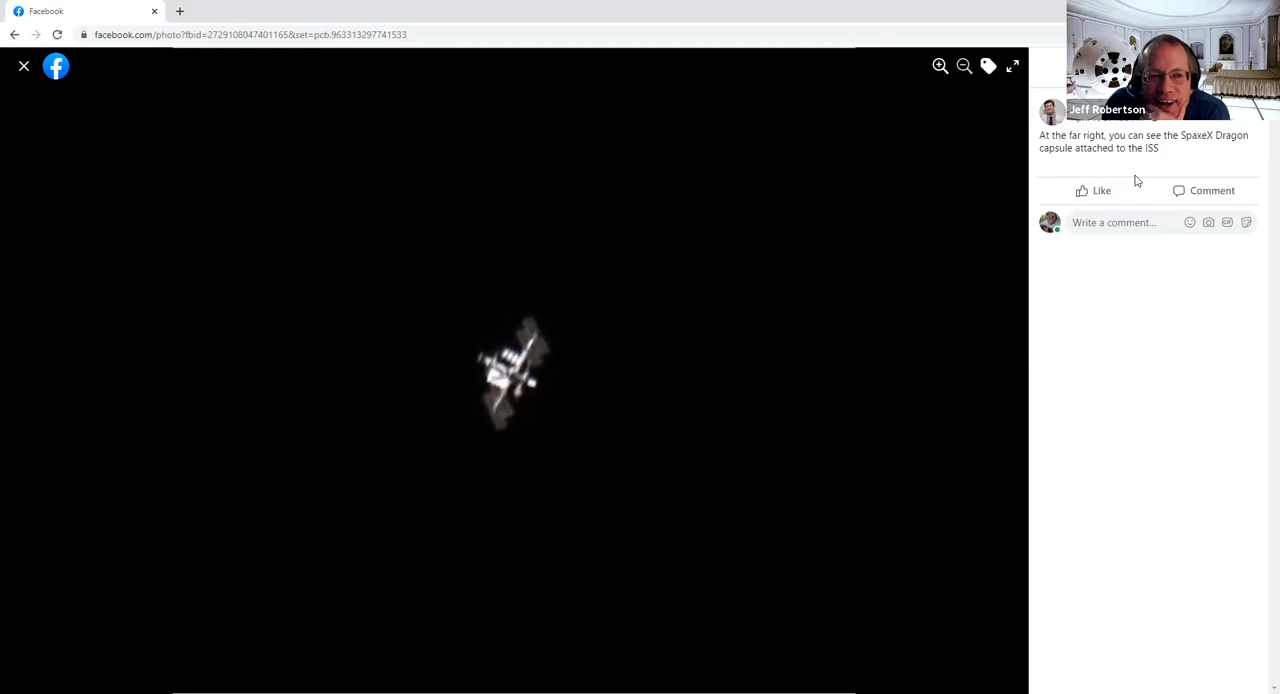 Facebook
facebook.com/photo?fbid=2729108047401165&set=pcb.963313297741533
Jeff Robertson
At the far right, you can see the SpaxeX Dragon
capsule attached to the ISS
Like
Comment
Write a comment...